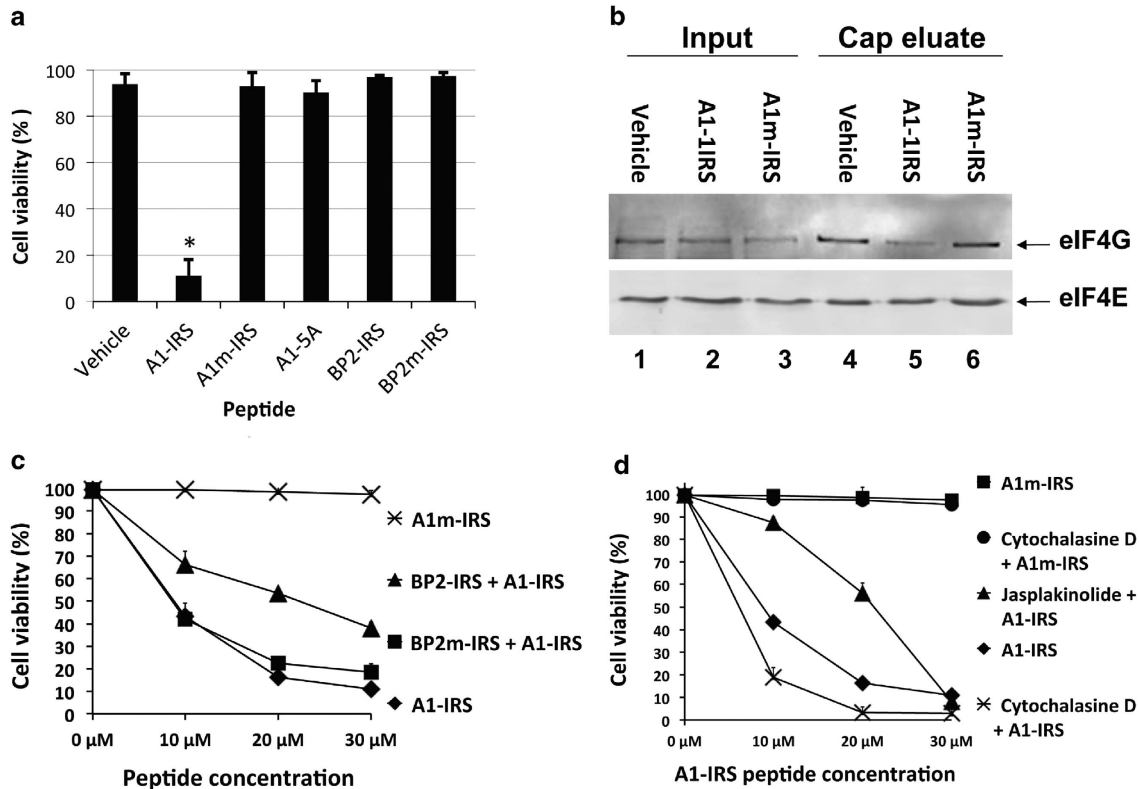 a
Cell viability (% )
100
80
60
40
20
0
*
Vehicle
A1-IRS
A1m-IRS
A1-5A
BP2-IRS
BP2m-IRS
Peptide
b
Input
Cap eluate
Vehicle
A1-1IRS
A1m-IRS
Vehicle
A1-1IRS
A1m-IRS
eIF4G
eIF4E
1 2 3 4 5 6
c
Cell viability (%)
100
90
80
70
60
50
40
30
20
10
0
0 µM 10 µM 20 µM 30 µM
Peptide concentration
A1m-IRS
BP2-IRS + A1-IRS
BP2m-IRS + A1-IRS
A1-IRS
d
Cell viability (%)
100
90
80
70
60
50
40
30
20
10
0
0 µM 10 µM 20 µM 30 µM
A1-IRS peptide concentration
A1m-IRS
Cytochalasine D
+ A1m-IRS
Jasplakinolide +
A1-IRS
A1-IRS
Cytochalasine D
+ A1-IRS